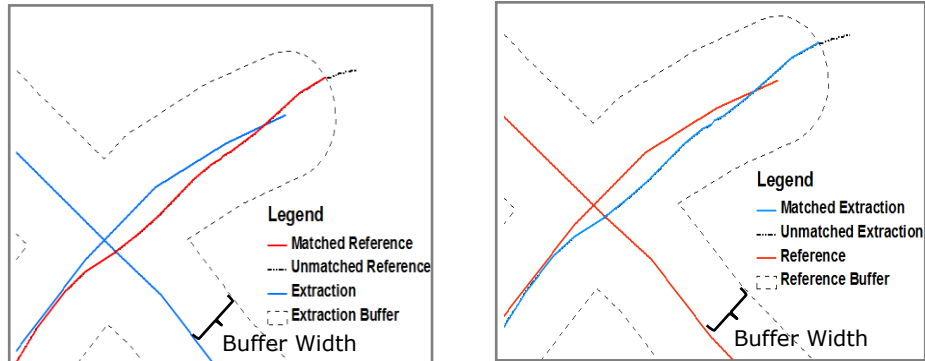 Legend
Matched Reference
Unmatched Reference
Extraction
Extraction Buffer
Buffer Width
Legend
Matched Extraction
Unmatched Extraction
Reference
Reference Buffer
Buffer Width